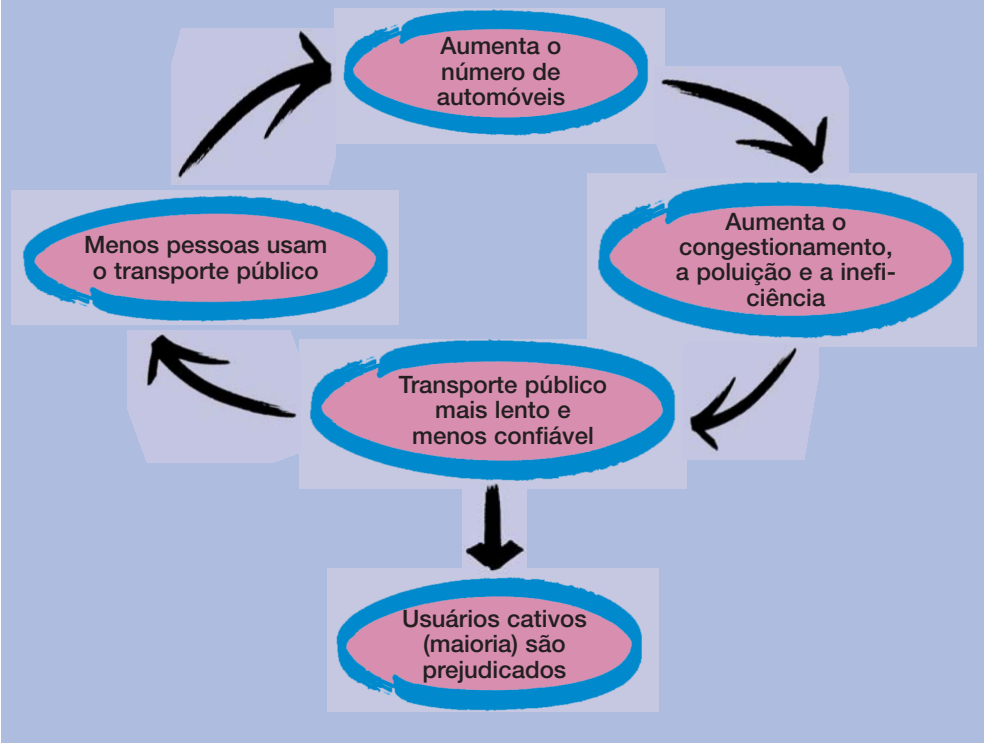 Aumenta o
número de
automóveis
Aumenta o
congestionamento,
a poluição e a inefi-
ciência
Menos pessoas usam
o transporte público
Transporte público
mais lento e
menos confiável
Usuários cativos
(maioria) são
prejudicados